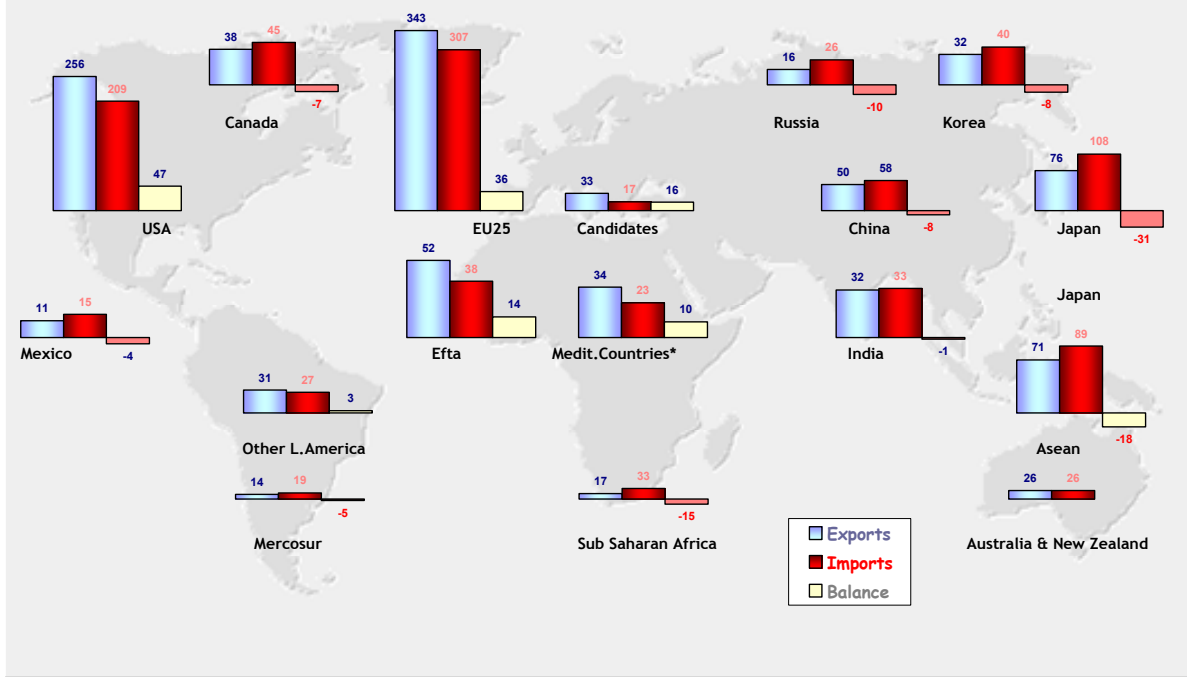 343
38 45
32 40
16 26
256
209
307
-7
-10
-8
Canada
Russia
Korea
108
76
47
36
33 17 16
50 58
USA
EU25
Candidates
China
-8
Japan
-31
52
38
34
23
14
10
32 33
Japan
11 15
-4
Mexico
Efta
Medit.Countries*
India
-1
71 89
31 27 3
Other L.America
Asean
-18
14 19
-5
17 33
-15
26 26
Mercosur
Sub Saharan Africa
Australia & New Zealand
Exports
Imports
Balance